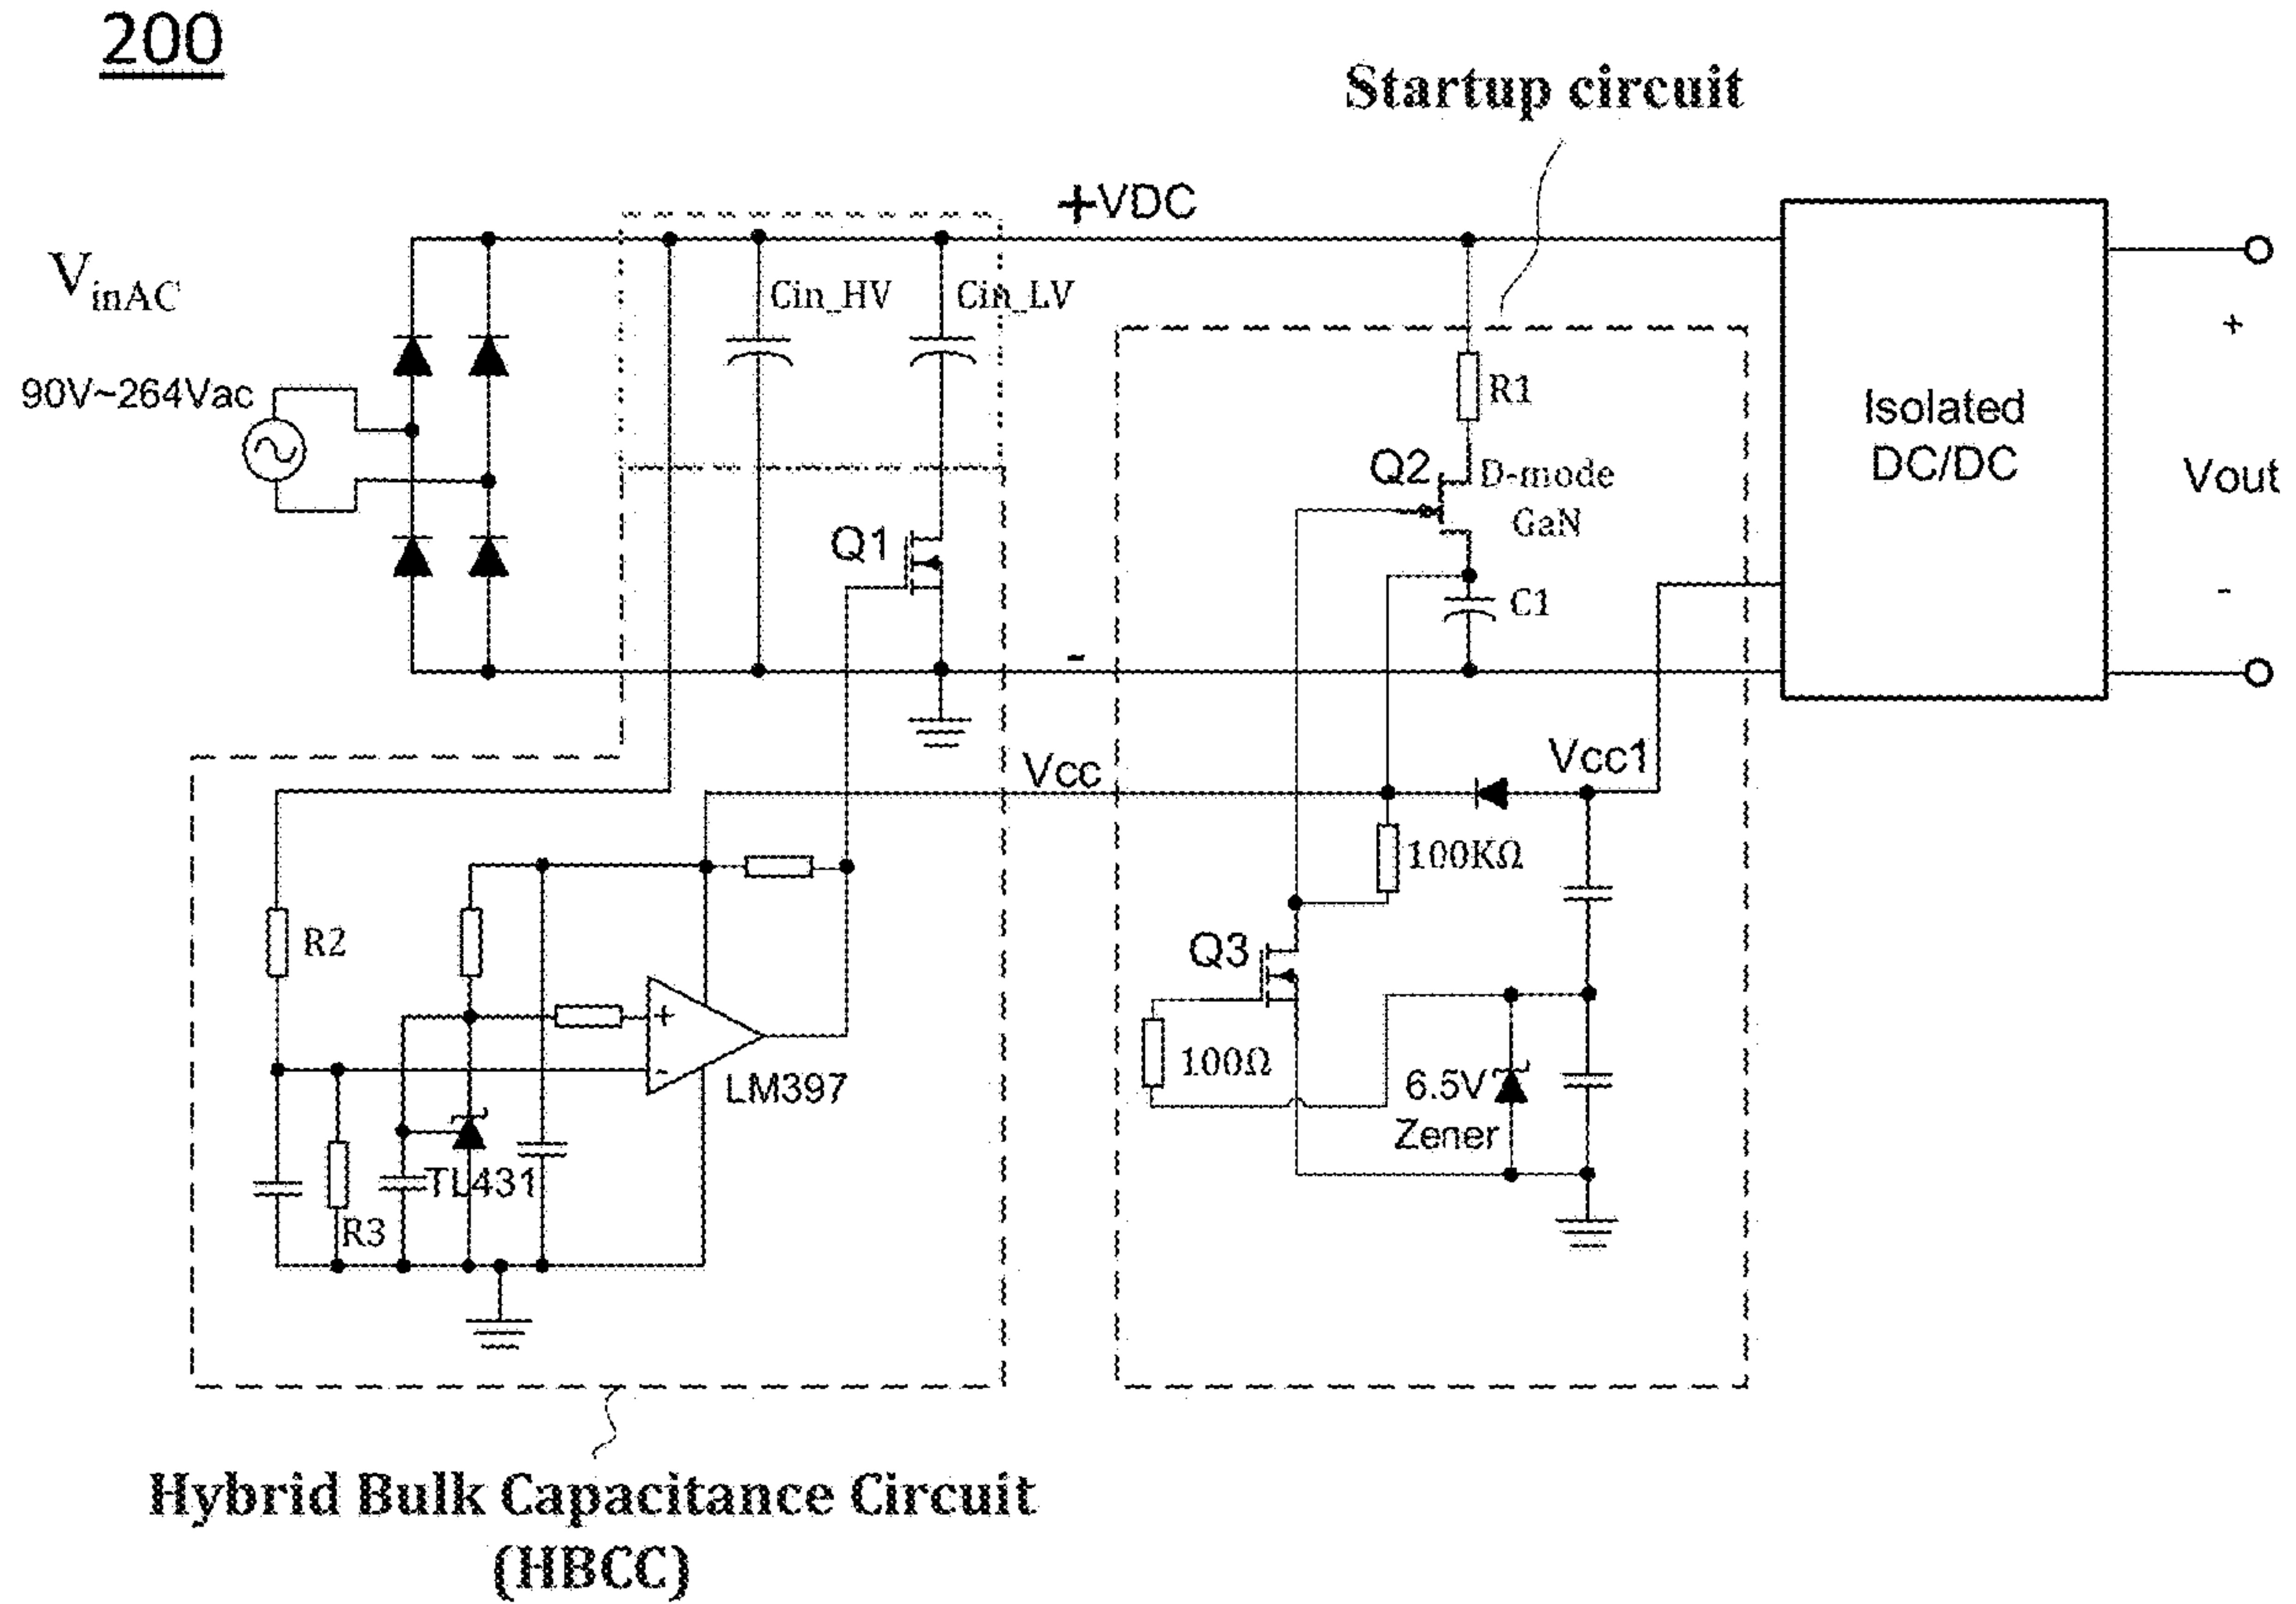 200
Startup circuit
+VDC
VinAC
Cin_HV
Cin_LV
90V~264Vac
R1
Isolated
DC/DC
+
Q2
D-mode
GaN
Vout
Q1
C1
-
-
Vcc
Vcc1
100KΩ
R2
Q3
+
-
LM397
100Ω
6.5V
Zener
TL431
R3
Hybrid Bulk Capacitance Circuit
(HBCC)